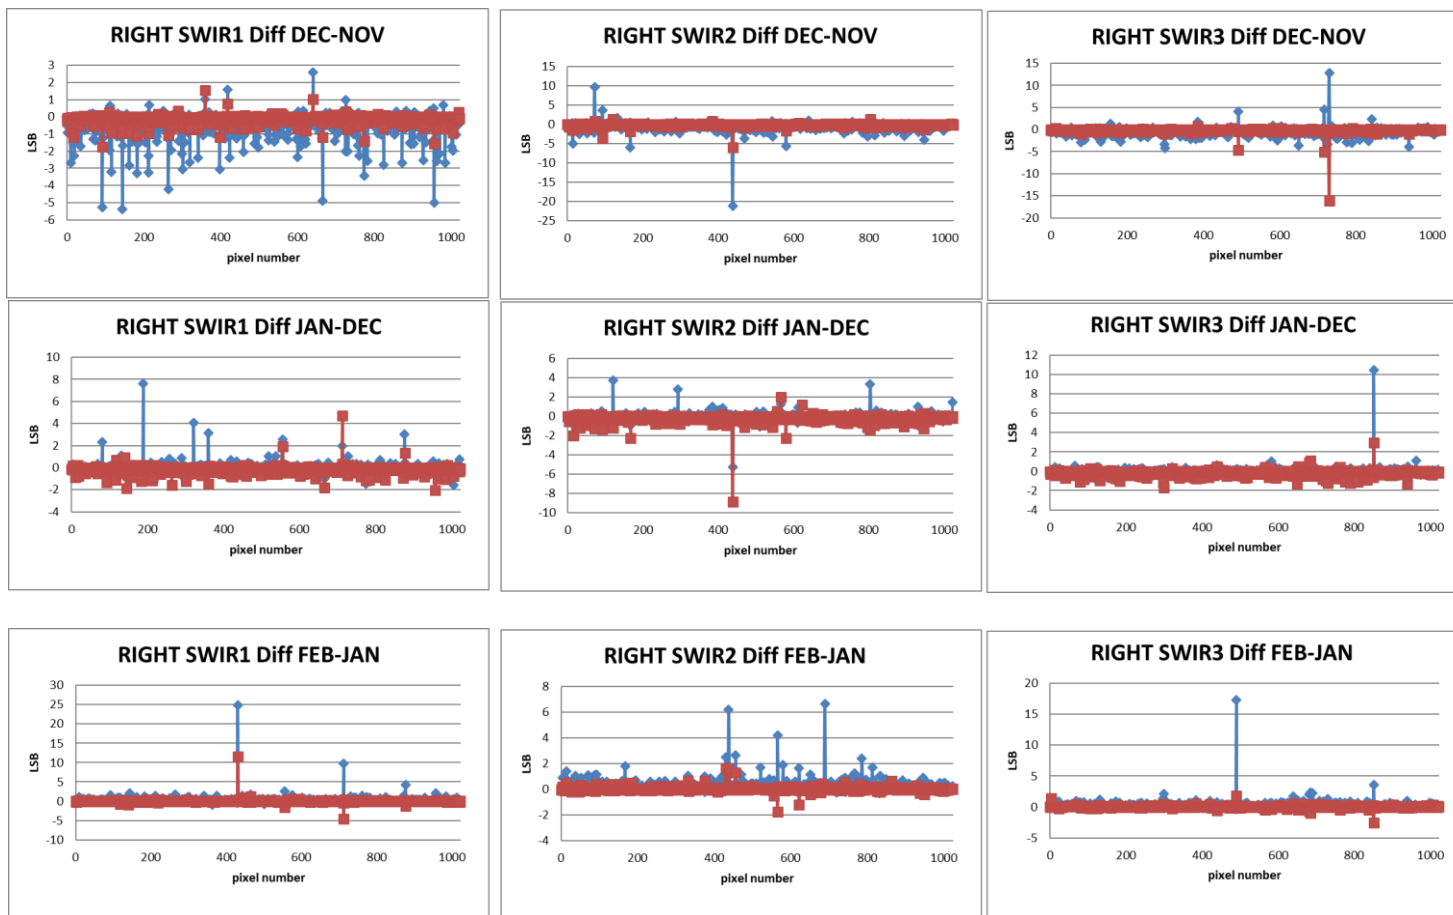 RIGHT SWIR1 Diff DEC-NOV
3
2
1
0
-1
-2
-3
-4
-5
-6
LSB
0 200 400 600 800 1000
pixel number
RIGHT SWIR2 Diff DEC-NOV
15
10
5
0
-5
-10
-15
-20
-25
LSB
0 200 400 600 800 1000
pixel number
RIGHT SWIR3 Diff DEC-NOV
15
10
5
0
-5
-10
-15
-20
LSB
0 200 400 600 800 1000
pixel number
RIGHT SWIR1 Diff JAN-DEC
10
8
6
4
2
0
-2
-4
LSB
0 200 400 600 800 1000
pixel number
RIGHT SWIR2 Diff JAN-DEC
6
4
2
0
-2
-4
-6
-8
-10
LSB
0 200 400 600 800 1000
pixel number
RIGHT SWIR3 Diff JAN-DEC
12
10
8
6
4
2
0
-2
-4
LSB
0 200 400 600 800 1000
pixel number
RIGHT SWIR1 Diff FEB-JAN
30
25
20
15
10
5
0
-5
-10
LSB
0 200 400 600 800 1000
pixel number
RIGHT SWIR2 Diff FEB-JAN
8
6
4
2
0
-2
-4
LSB
0 200 400 600 800 1000
pixel number
RIGHT SWIR3 Diff FEB-JAN
20
15
10
5
0
-5
LSB
0 200 400 600 800 1000
pixel number